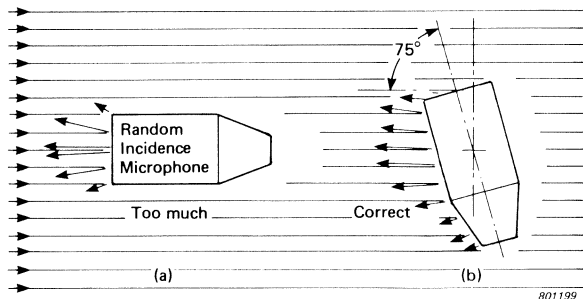 75°
Random
Incidence
Microphone
Too much
Correct
(a)
(b)
801199